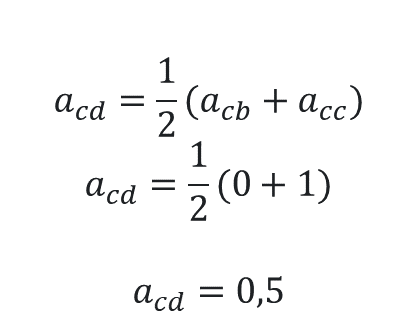 a_cd = 1/2 (a_cb + a_cc)
a_cd = 1/2 (0 + 1)
a_cd = 0,5